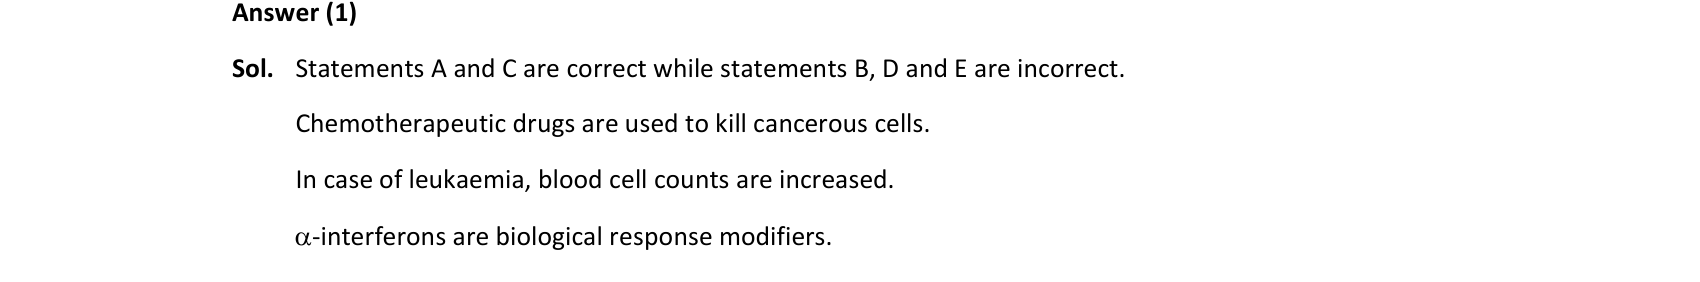 Answer (1)
Sol. Statements A and C are correct while statements B, D and E are incorrect.
Chemotherapeutic drugs are used to kill cancerous cells.
In case of leukaemia, blood cell counts are increased.
α-interferons are biological response modifiers.